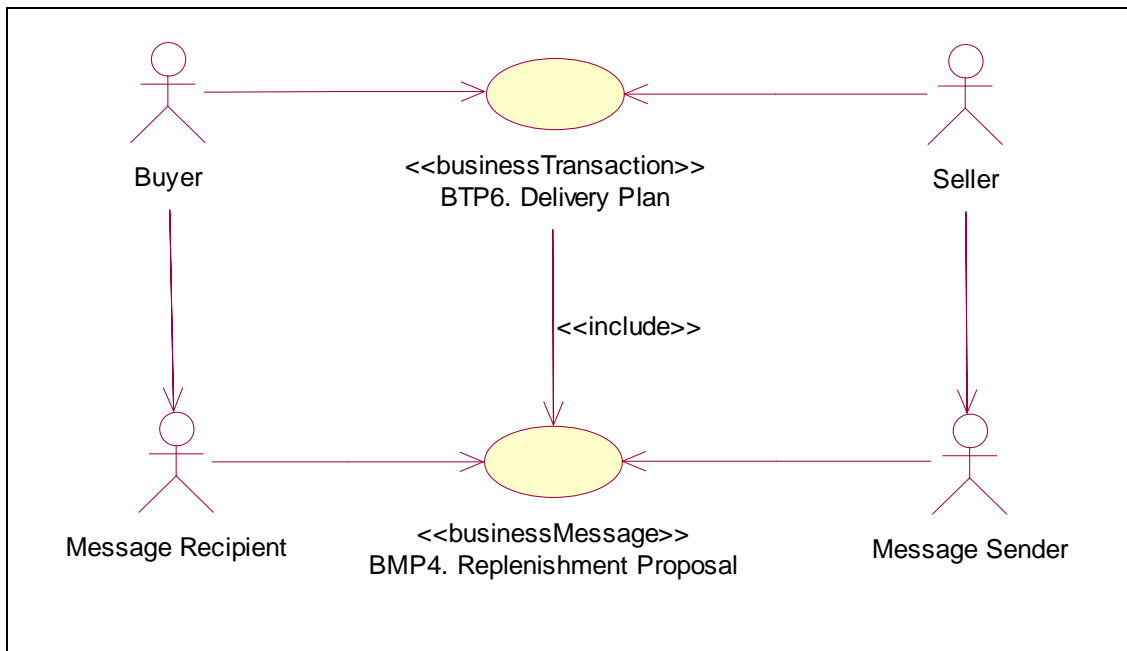 Buyer
<<businessTransaction>>
BTP6. Delivery Plan
Seller
<<include>>
Message Recipient
<<businessMessage>>
BMP4. Replenishment Proposal
Message Sender